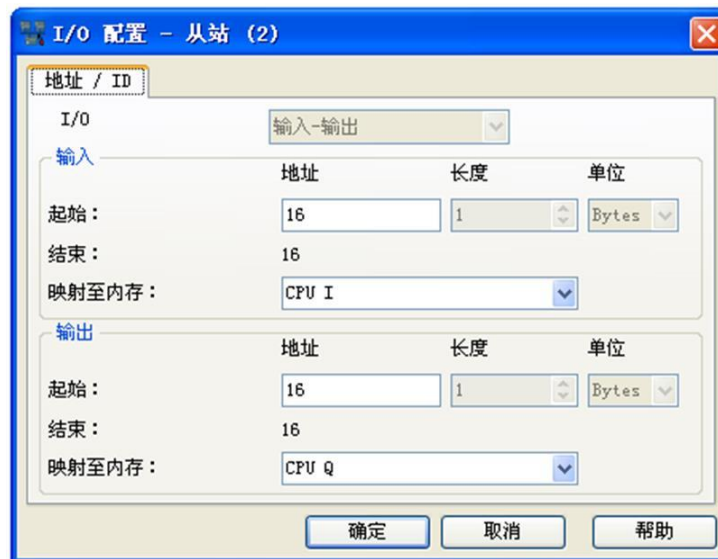 I/O 配置 - 从站 (2)
地址 / ID
I/O 输入-输出
输入
地址 长度 单位
起始： 16 1 Bytes
结束： 16
映射至内存： CPU I
输出
地址 长度 单位
起始： 16 1 Bytes
结束： 16
映射至内存： CPU Q
确定 取消 帮助